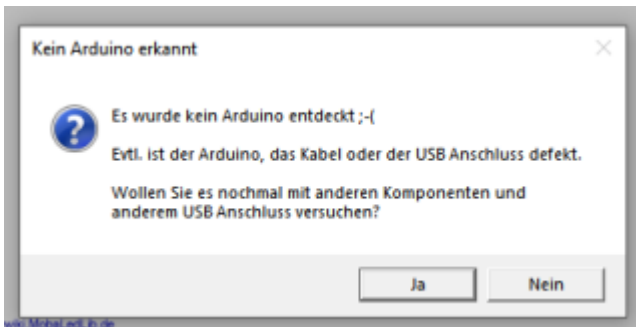 Kein Arduino erkannt
Es wurde kein Arduino entdeckt ;-(
Evtl. ist der Arduino, das Kabel oder der USB Anschluss defekt.
Wollen Sie es nochmal mit anderen Komponenten und
anderem USB Anschluss versuchen?
Ja
Nein